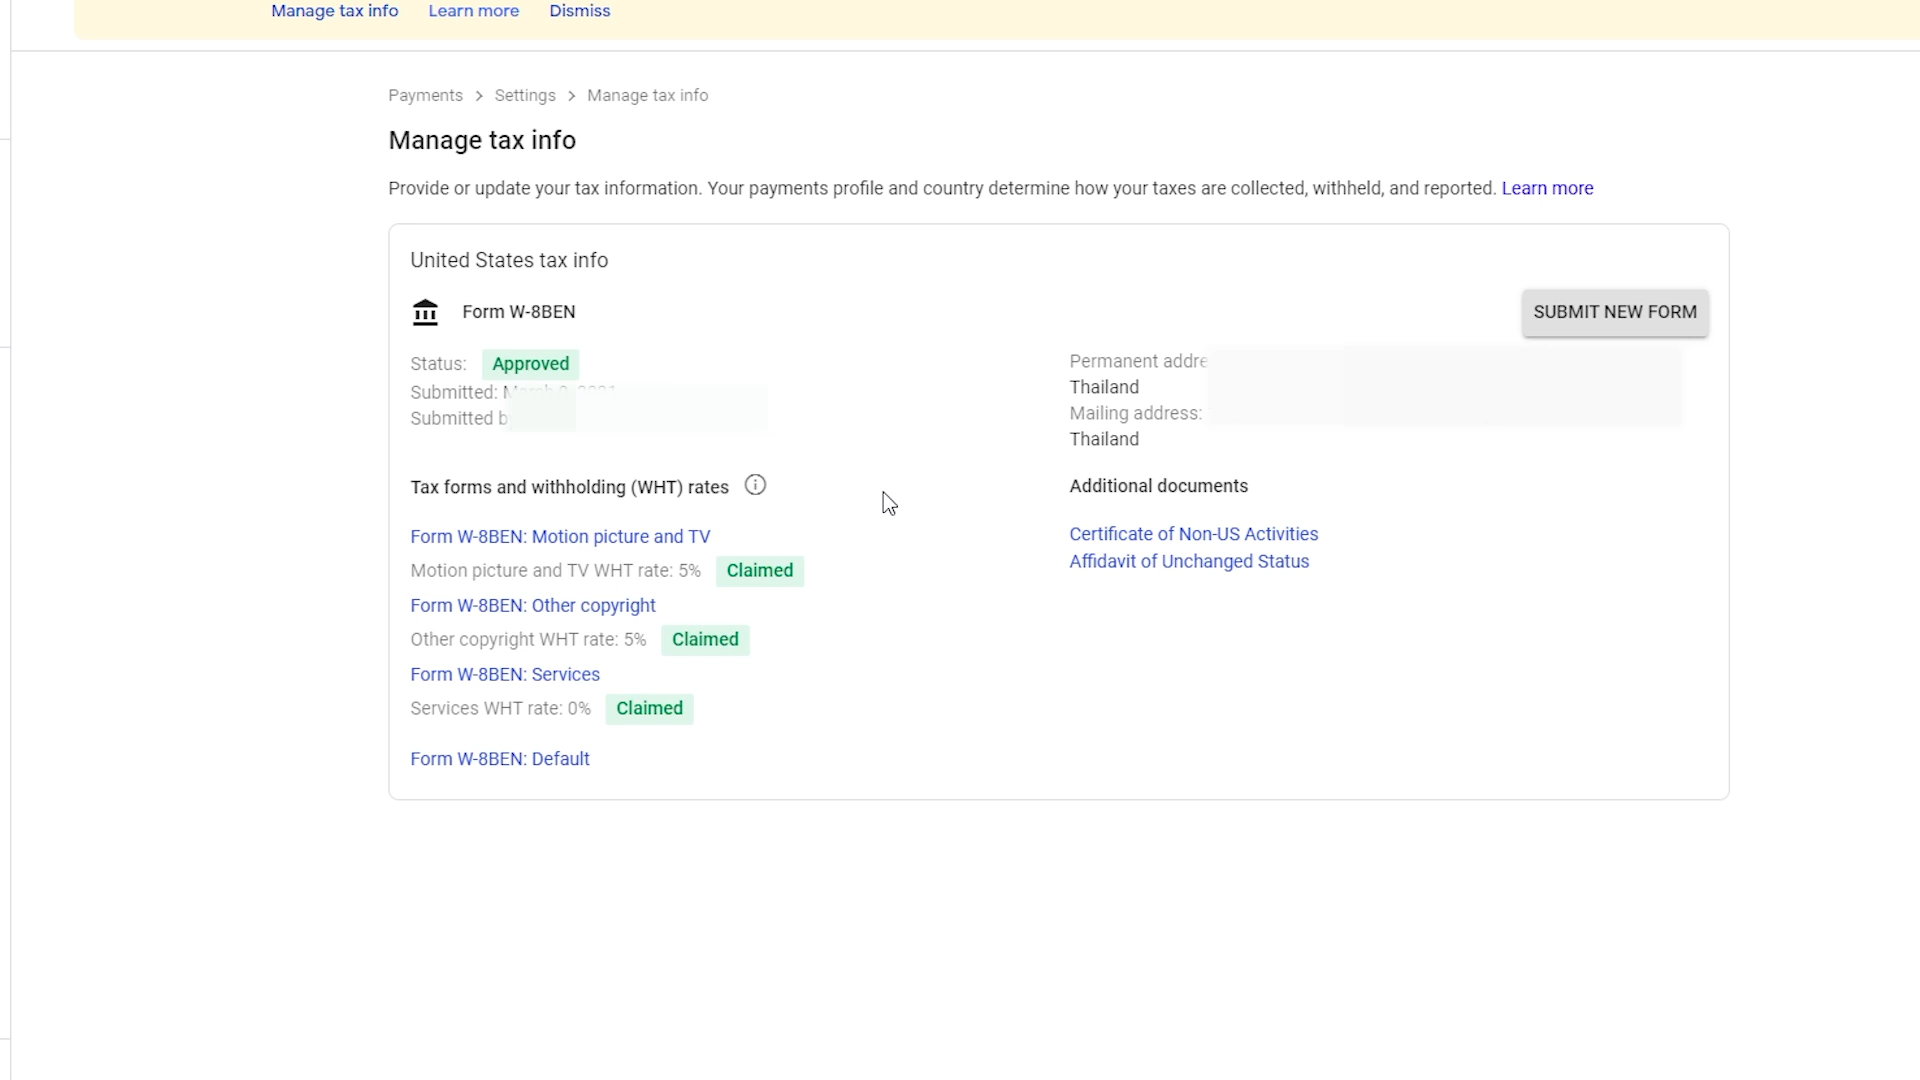 Manage tax info Learn more Dismiss
Payments > Settings > Manage tax info
Manage tax info
Provide or update your tax information. Your payments profile and country determine how your taxes are collected, withheld, and reported. Learn more
United States tax info
Form W-8BEN
SUBMIT NEW FORM
Status: Approved
Submitted:
Submitted
Permanent
Thailand
Mailing address:
Thailand
Tax forms and withholding (WHT) rates
Form W-8BEN: Motion picture and TV
Motion picture and TV WHT rate: 5% Claimed
Form W-8BEN: Other copyright
Other copyright WHT rate: 5% Claimed
Form W-8BEN: Services
Services WHT rate: 0% Claimed
Form W-8BEN: Default
Additional documents
Certificate of Non-US Activities
Affidavit of Unchanged Status